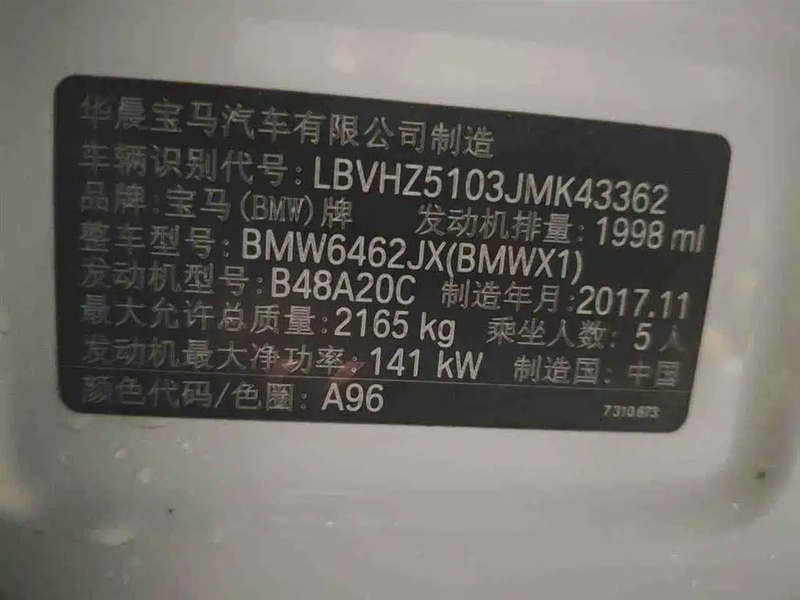 华晨宝马汽车有限公司制造
车辆识别代号:LBVHZ5103JMK43362
品牌:宝马(BMW)牌 发动机排量:1998 ml
整车型号:BMW6462JX(BMWX1)
发动机型号:B48A20C 制造年月:2017.11
最大允许总质量:2165 kg 乘坐人数:5人
发动机最大净功率:141 kW 制造国:中国
颜色代码/色圈:A96
7 310 673